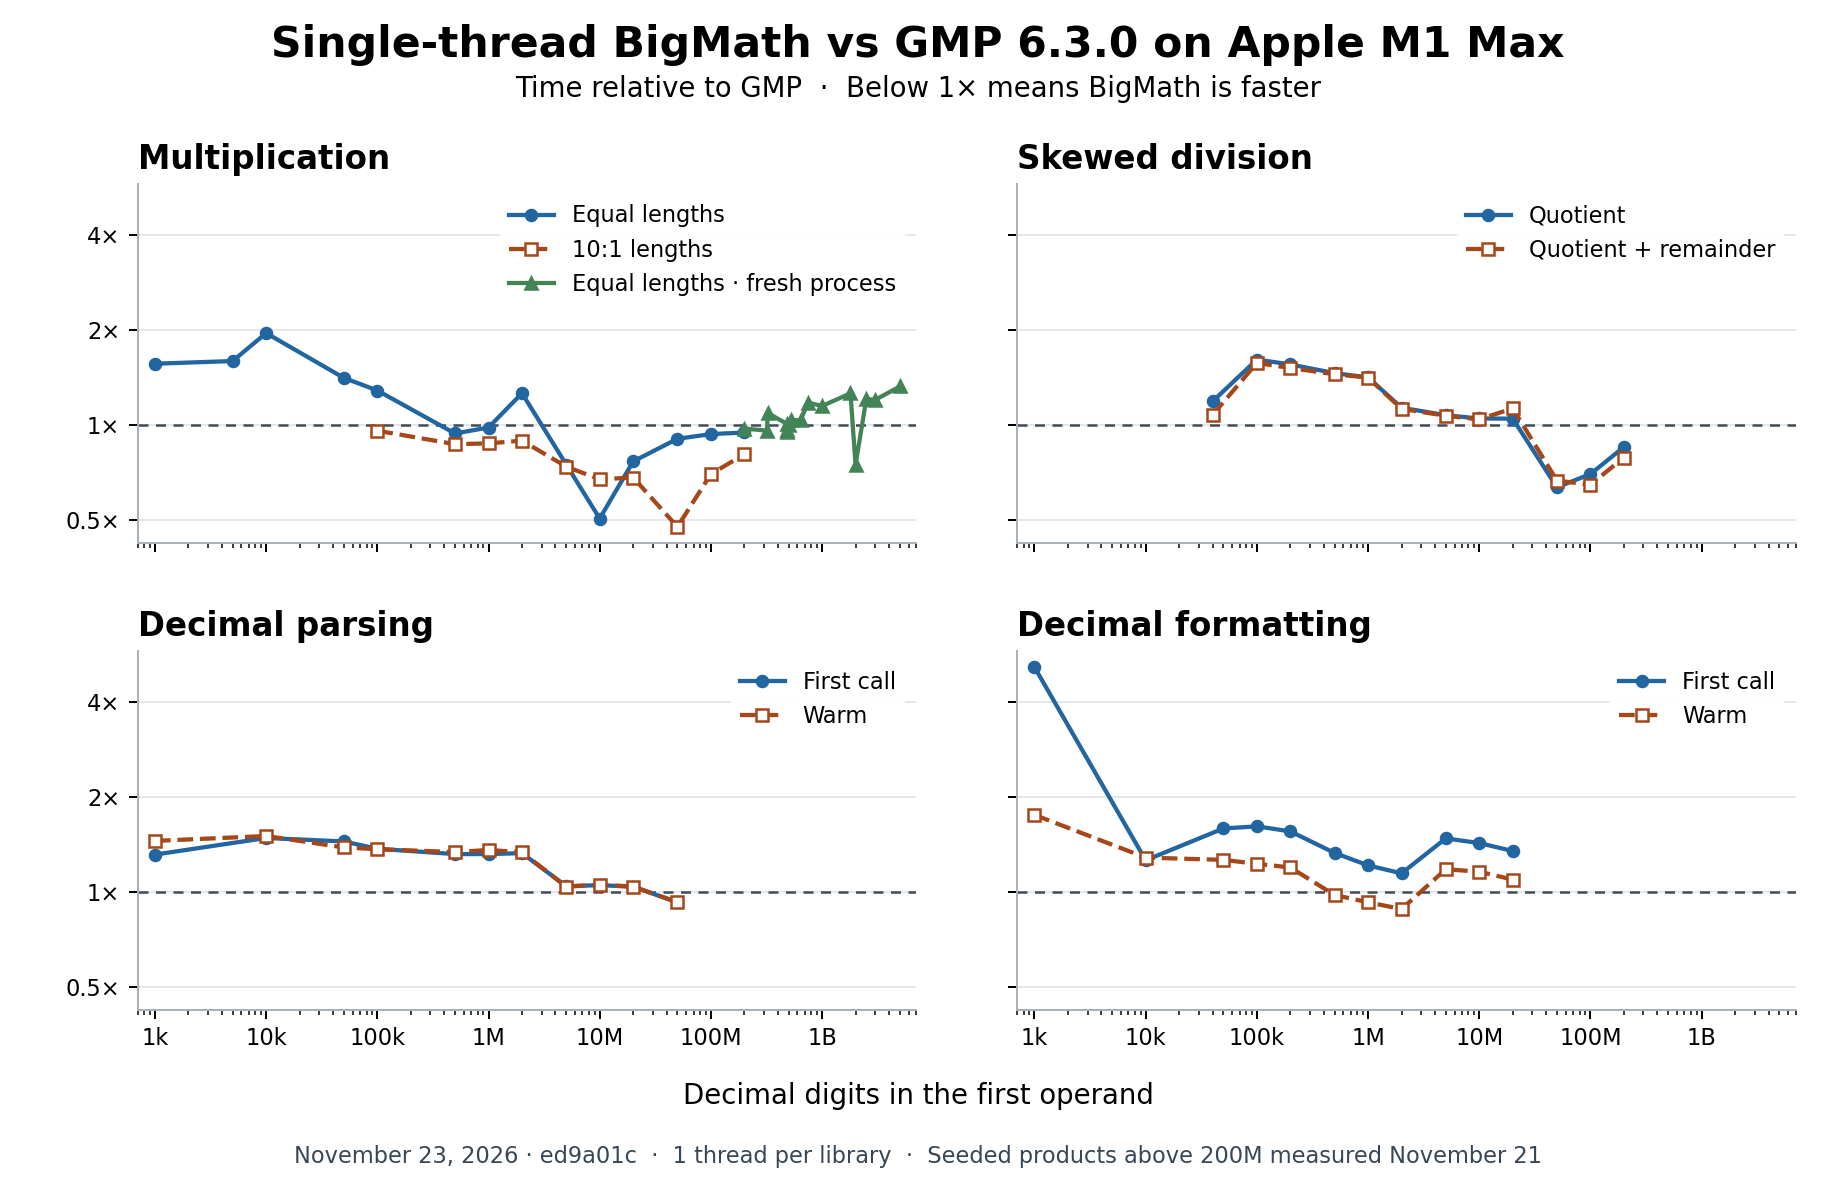 Single-thread BigMath vs GMP 6.3.0 on Apple M1 Max
Time relative to GMP · Below 1× means BigMath is faster
Multiplication
Equal lengths
10:1 lengths
Equal lengths · fresh process
4×
2×
1×
0.5×
Skewed division
Quotient
Quotient + remainder
Decimal parsing
First call
Warm
4×
2×
1×
0.5×
1k 10k 100k 1M 10M 100M 1B
Decimal formatting
First call
Warm
1k 10k 100k 1M 10M 100M 1B
Decimal digits in the first operand
November 23, 2026 · ed9a01c · 1 thread per library · Seeded products above 200M measured November 21